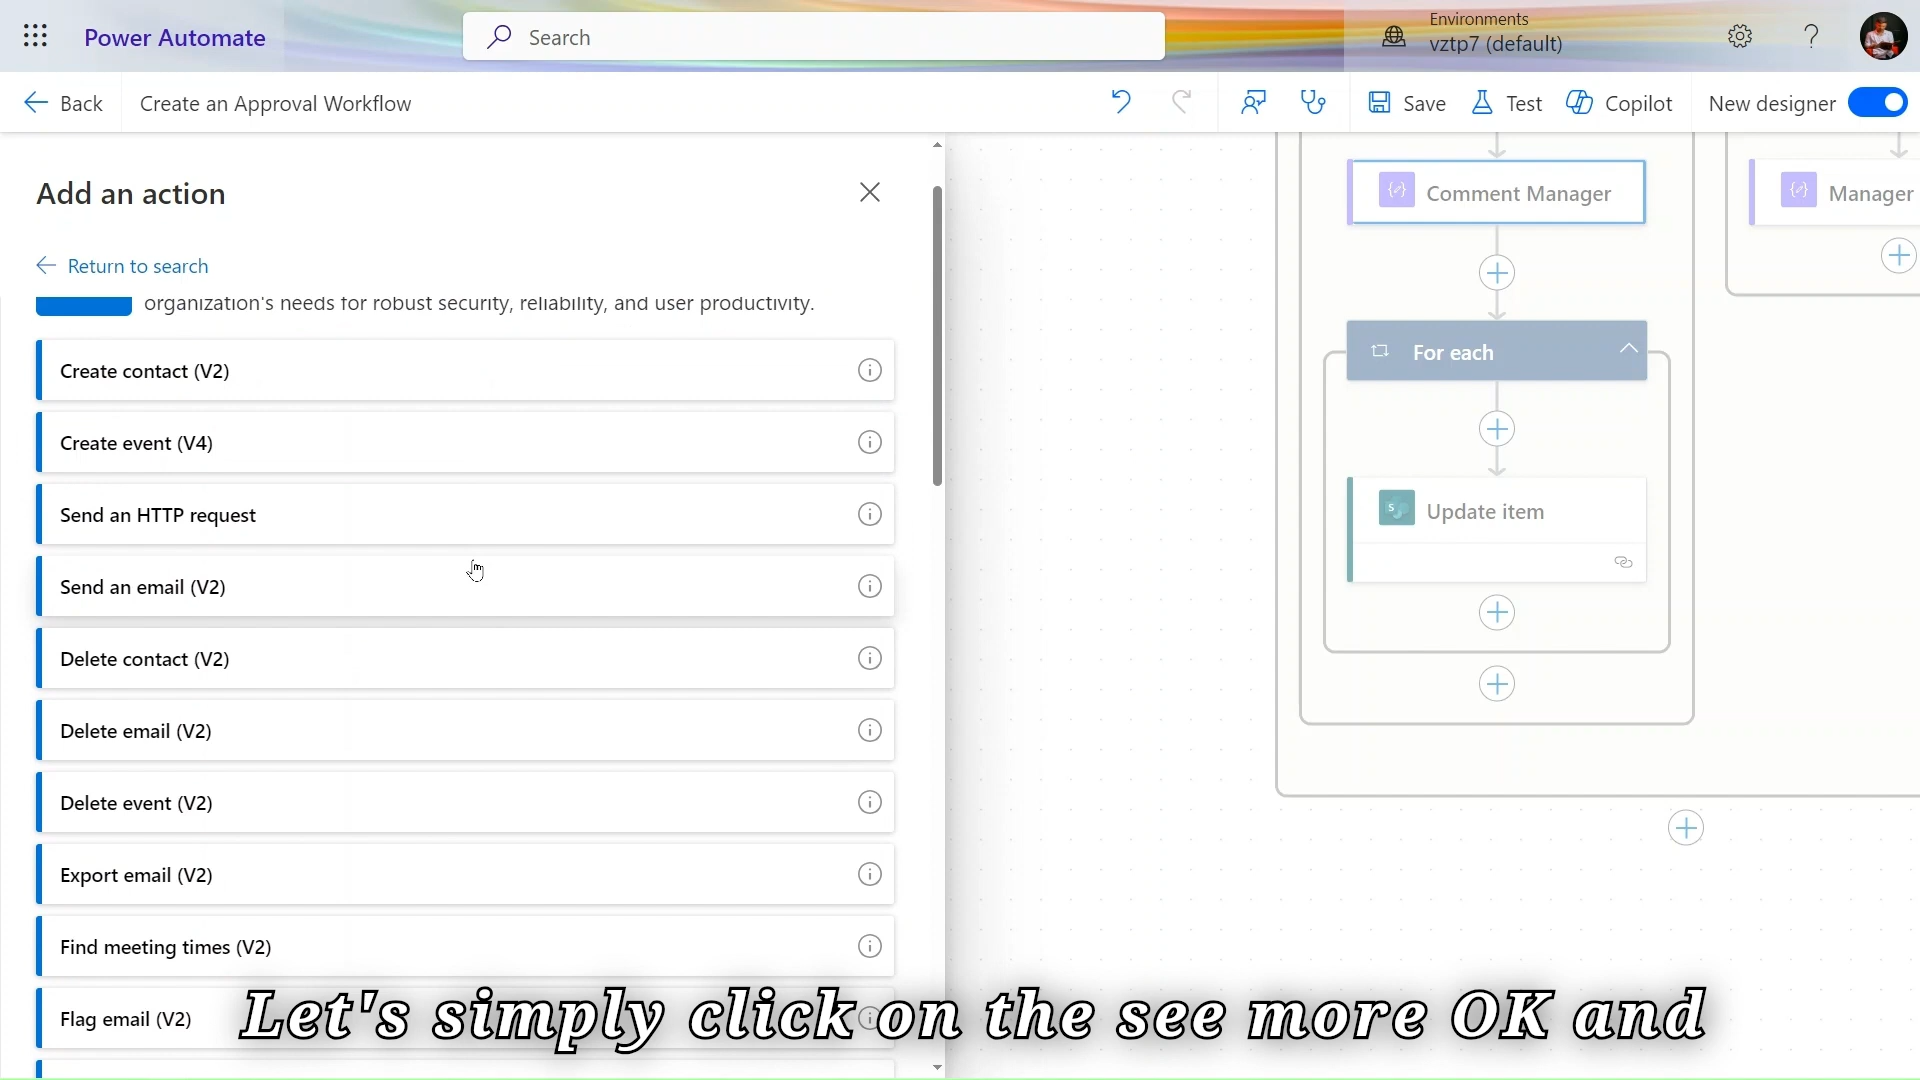 Power Automate
Search
Environments
vztp7 (default)
Back
Create an Approval Workflow
Save
Test
Copilot
New designer
Add an action
Return to search
organization's needs for robust security, reliability, and user productivity.
Create contact (V2)
Create event (V4)
Send an HTTP request
Send an email (V2)
Delete contact (V2)
Delete email (V2)
Delete event (V2)
Export email (V2)
Find meeting times (V2)
Flag email (V2)
Comment Manager
Manager
For each
Update item
Let's simply click on the see more OK and